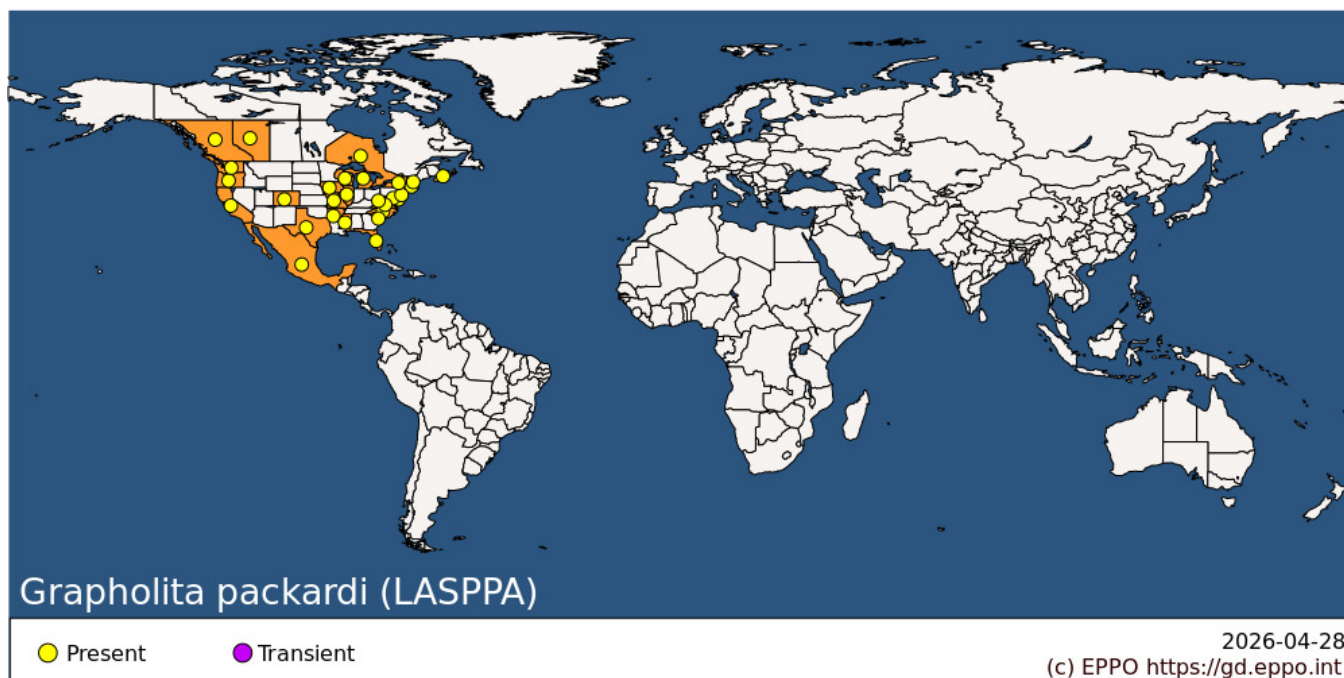 Grapholita packardi (LASPPA)
Present
Transient
2026-04-28
(c) EPPO https://gd.eppo.int